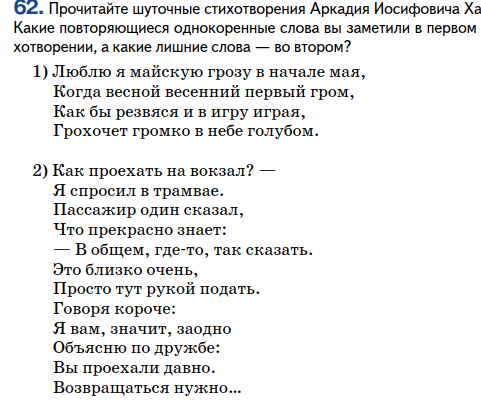 62. Прочитайте шуточные стихотворения Аркадия Иосифовича Ха
Какие повторяющиеся однокоренные слова вы заметили в первом
хотворении, а какие лишние слова — во втором?
1) Люблю я майскую грозу в начале мая,
Когда весной весенний первый гром,
Как бы резвяся и в игру играя,
Грохочет громко в небе голубом.
2) Как проехать на вокзал? —
Я спросил в трамвае.
Пассажир один сказал,
Что прекрасно знает:
— В общем, где-то, так сказать.
Это близко очень,
Просто тут рукой подать.
Говоря короче:
Я вам, значит, заодно
Объясню по дружбе:
Вы проехали давно.
Возвращаться нужно...